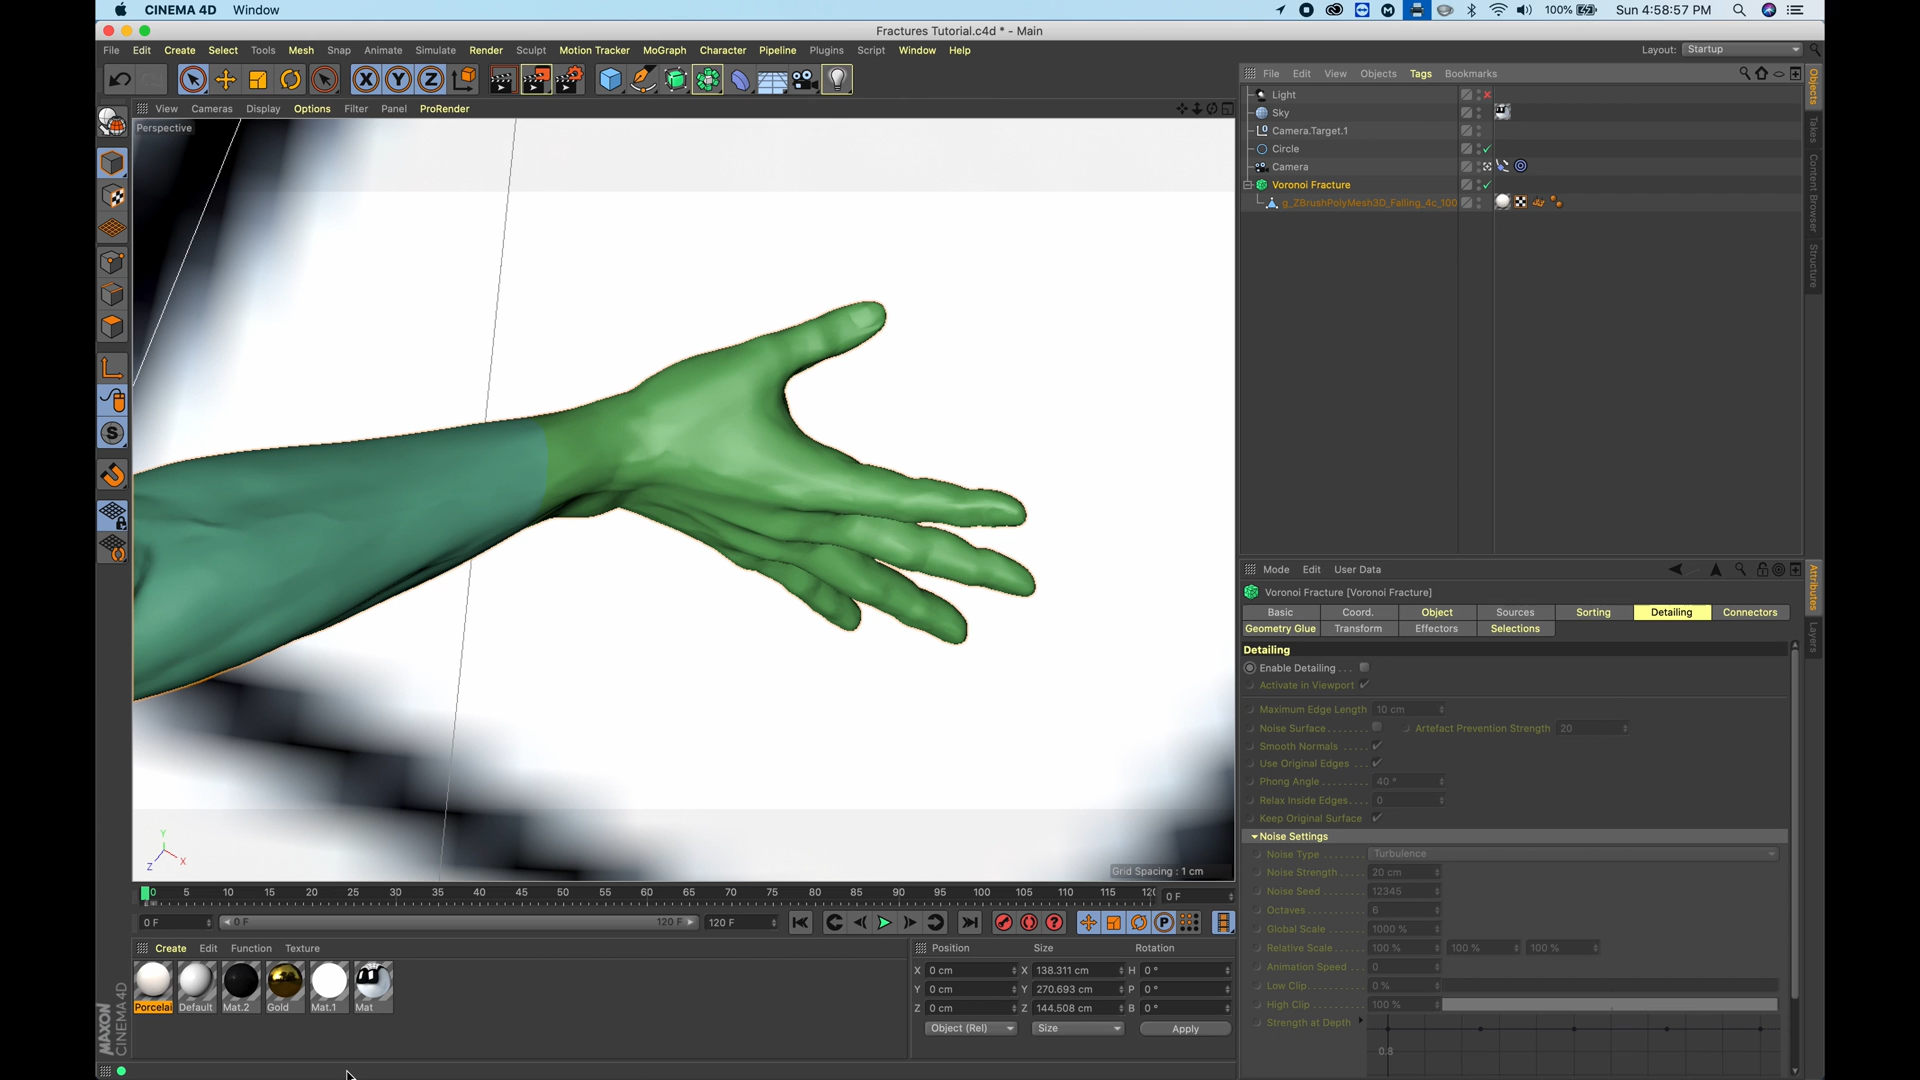 CINEMA 4D Window 100% Sun 4:58:57 PM
Fractures Tutorial.c4d * - Main
File Edit Create Select Tools Mesh Snap Animate Simulate Render Sculpt Motion Tracker MoGraph Character Pipeline Plugins Script Window Help Layout: Startup
File Edit View Objects Tags Bookmarks
View Cameras Display Options Filter Panel ProRender
Perspective
Light
Sky
Camera.Target.1
Circle
Camera
Voronoi Fracture
g_ZBrushPolyMesh3D_Falling_4c_100
Objects
Takes
Content Browser
Structure
Mode Edit User Data
Voronoi Fracture [Voronoi Fracture]
Basic Coord. Object Sources Sorting Detailing Connectors
Geometry Glue Transform Effectors Selections
Attributes
Layers
Detailing
Enable Detailing . . .
Activate in Viewport
Maximum Edge Length 10 cm
Noise Surface . . . . . . . Artefact Prevention Strength 20
Smooth Normals . . . . .
Use Original Edges . . .
Phong Angle . . . . . . . . 40 °
Relax Inside Edges. . . . 0
Keep Original Surface
Noise Settings
Noise Type . . . . . . . Turbulence
Noise Strength . . . . 20 cm
Noise Seed . . . . . . . 12345
Octaves . . . . . . . . . 6
Global Scale . . . . . . 1000 %
Relative Scale . . . . 100 % 100 % 100 %
Animation Speed . . . 0
Low Clip . . . . . . . . . 0 %
High Clip . . . . . . . . . 100 %
Strength at Depth
0.8
Grid Spacing : 1 cm
0 5 10 15 20 25 30 35 40 45 50 55 60 65 70 75 80 85 90 95 100 105 110 115 120 0 F
0 F 0 F 120 F 120 F
Create Edit Function Texture
Porcelai Default Mat.2 Gold Mat.1 Mat
Position Size Rotation
X 0 cm X 138.311 cm H 0 °
Y 0 cm Y 270.693 cm P 0 °
Z 0 cm Z 144.508 cm B 0 °
Object (Rel) Size Apply
MAXON
CINEMA 4D
Y
X
Z